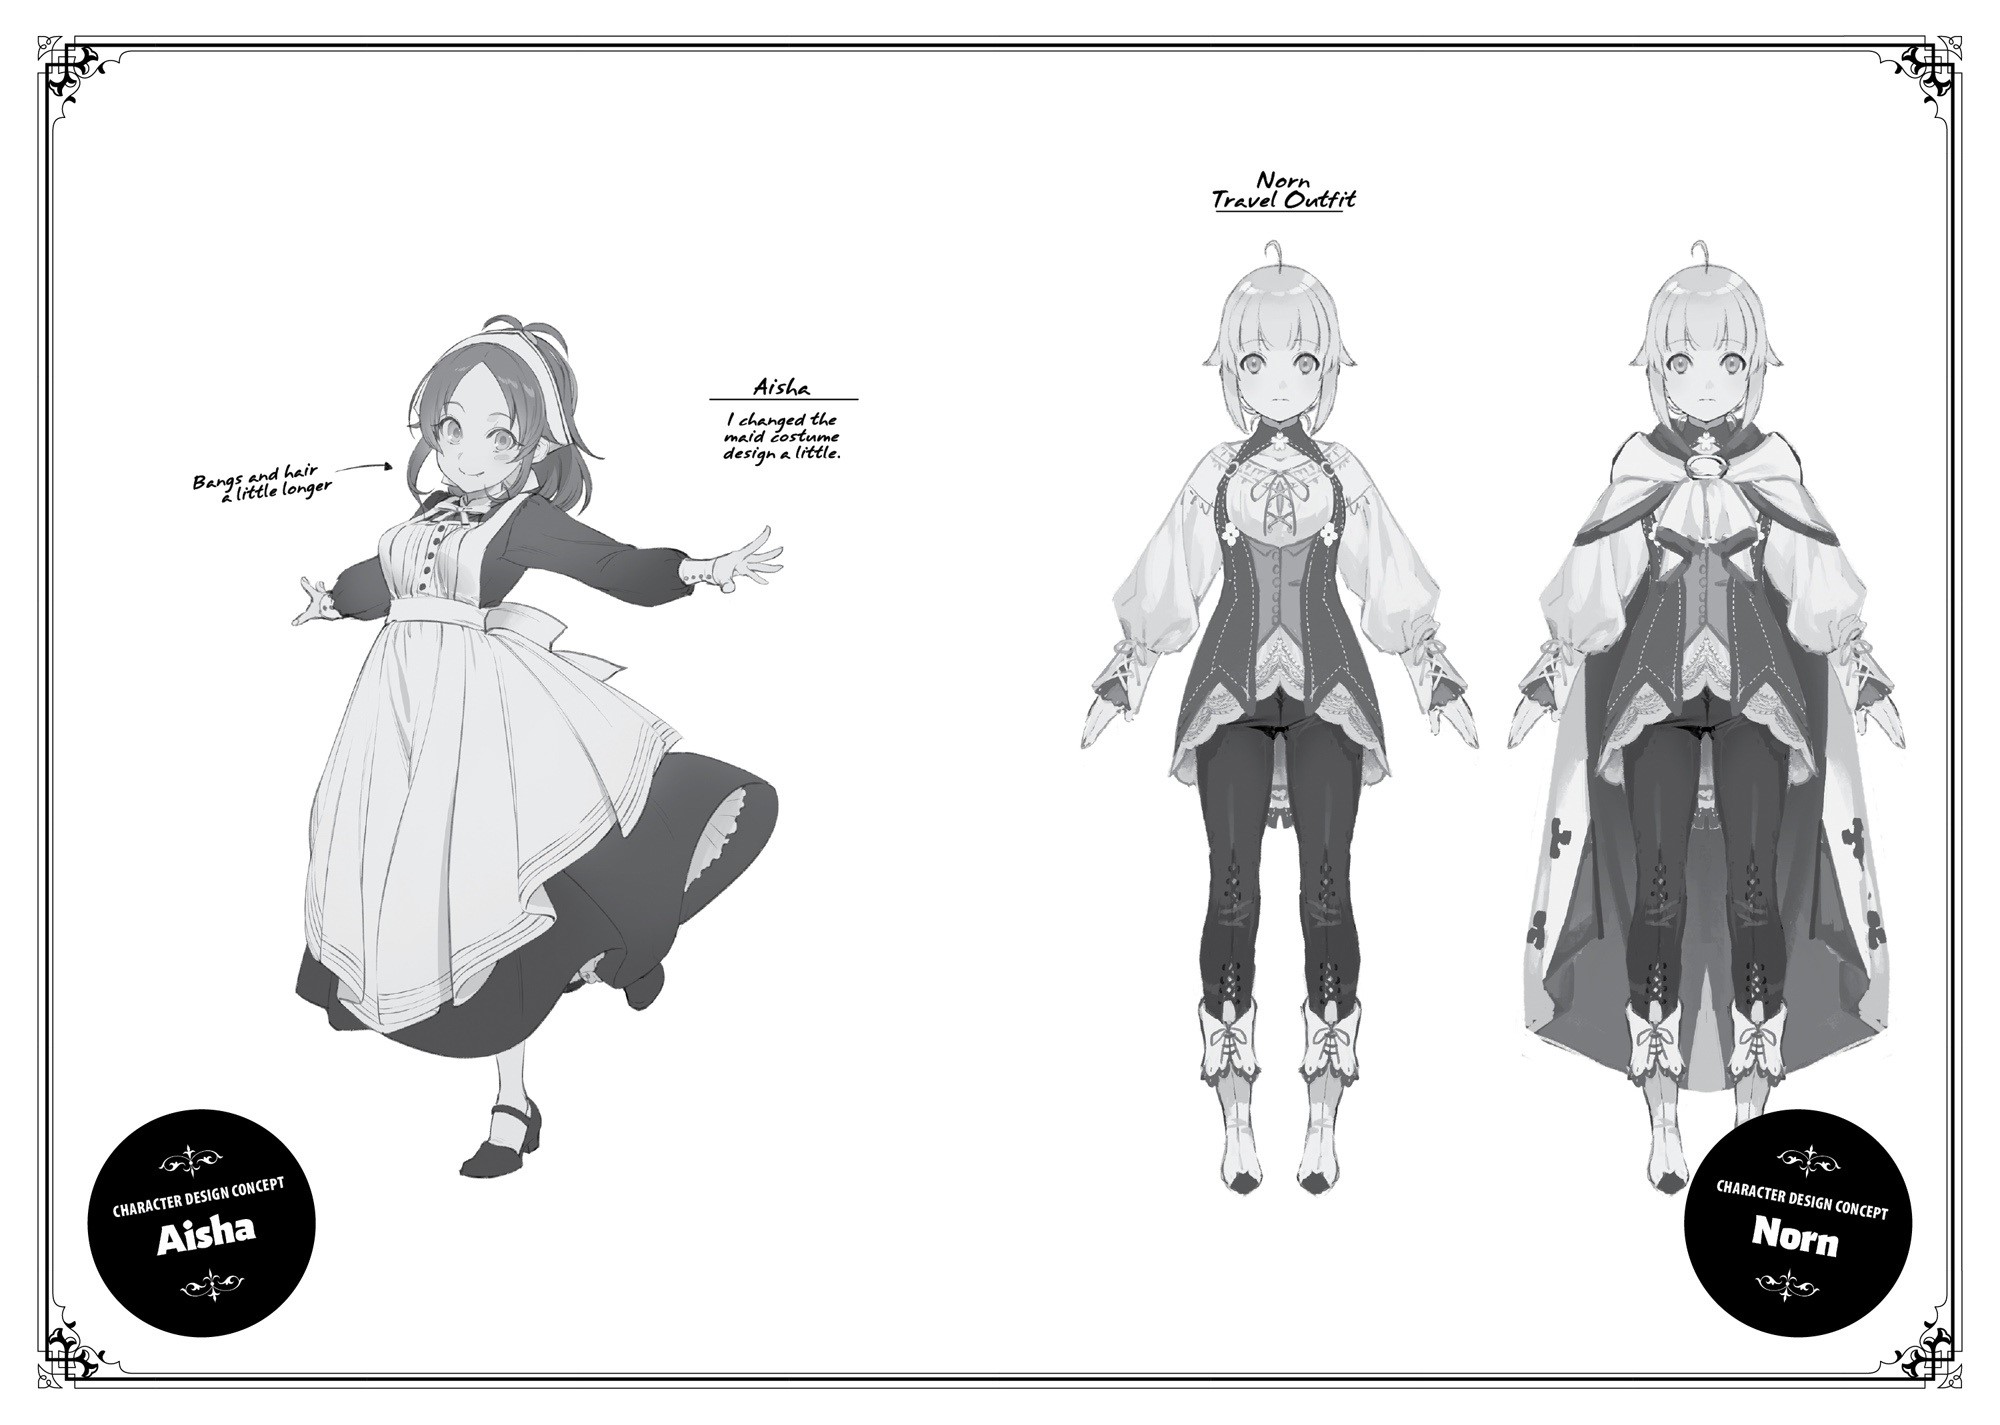 Norn
Travel Outfit
Aisha
I changed the
maid costume
design a little.
Bangs and hair
a little longer
CHARACTER DESIGN CONCEPT
Aisha
CHARACTER DESIGN CONCEPT
Norn